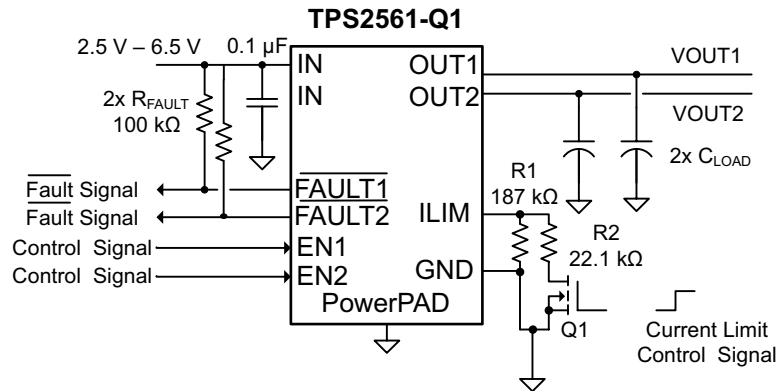 TPS2561-Q1
2.5 V – 6.5 V
0.1 µF
IN
IN
OUT1
OUT2
VOUT1
VOUT2
2x RFAULT
100 kΩ
2x CLOAD
Fault Signal
Fault Signal
Control Signal
Control Signal
FAULT1
FAULT2
EN1
EN2
ILIM
GND
PowerPAD
R1
187 kΩ
R2
22.1 kΩ
Q1
Current Limit
Control Signal